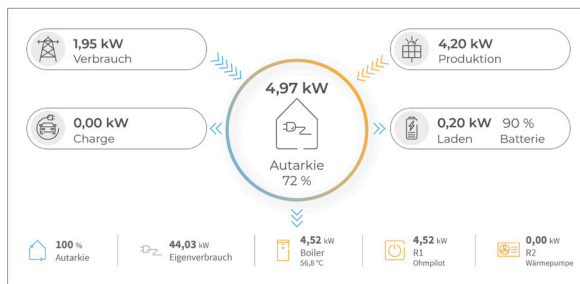 1,95 kW
Verbrauch
4,20 kW
Produktion
4,97 kW
0,00 kW
Charge
0,20 kW 90 %
Laden Batterie
Autarkie
72 %
100 %
Autarkie
44,03 kW
Eigenverbrauch
4,52 kW
Boiler
56,8 °C
4,52 kW
R1
Ohmpilot
0,00 kW
R2
Wärmepumpe